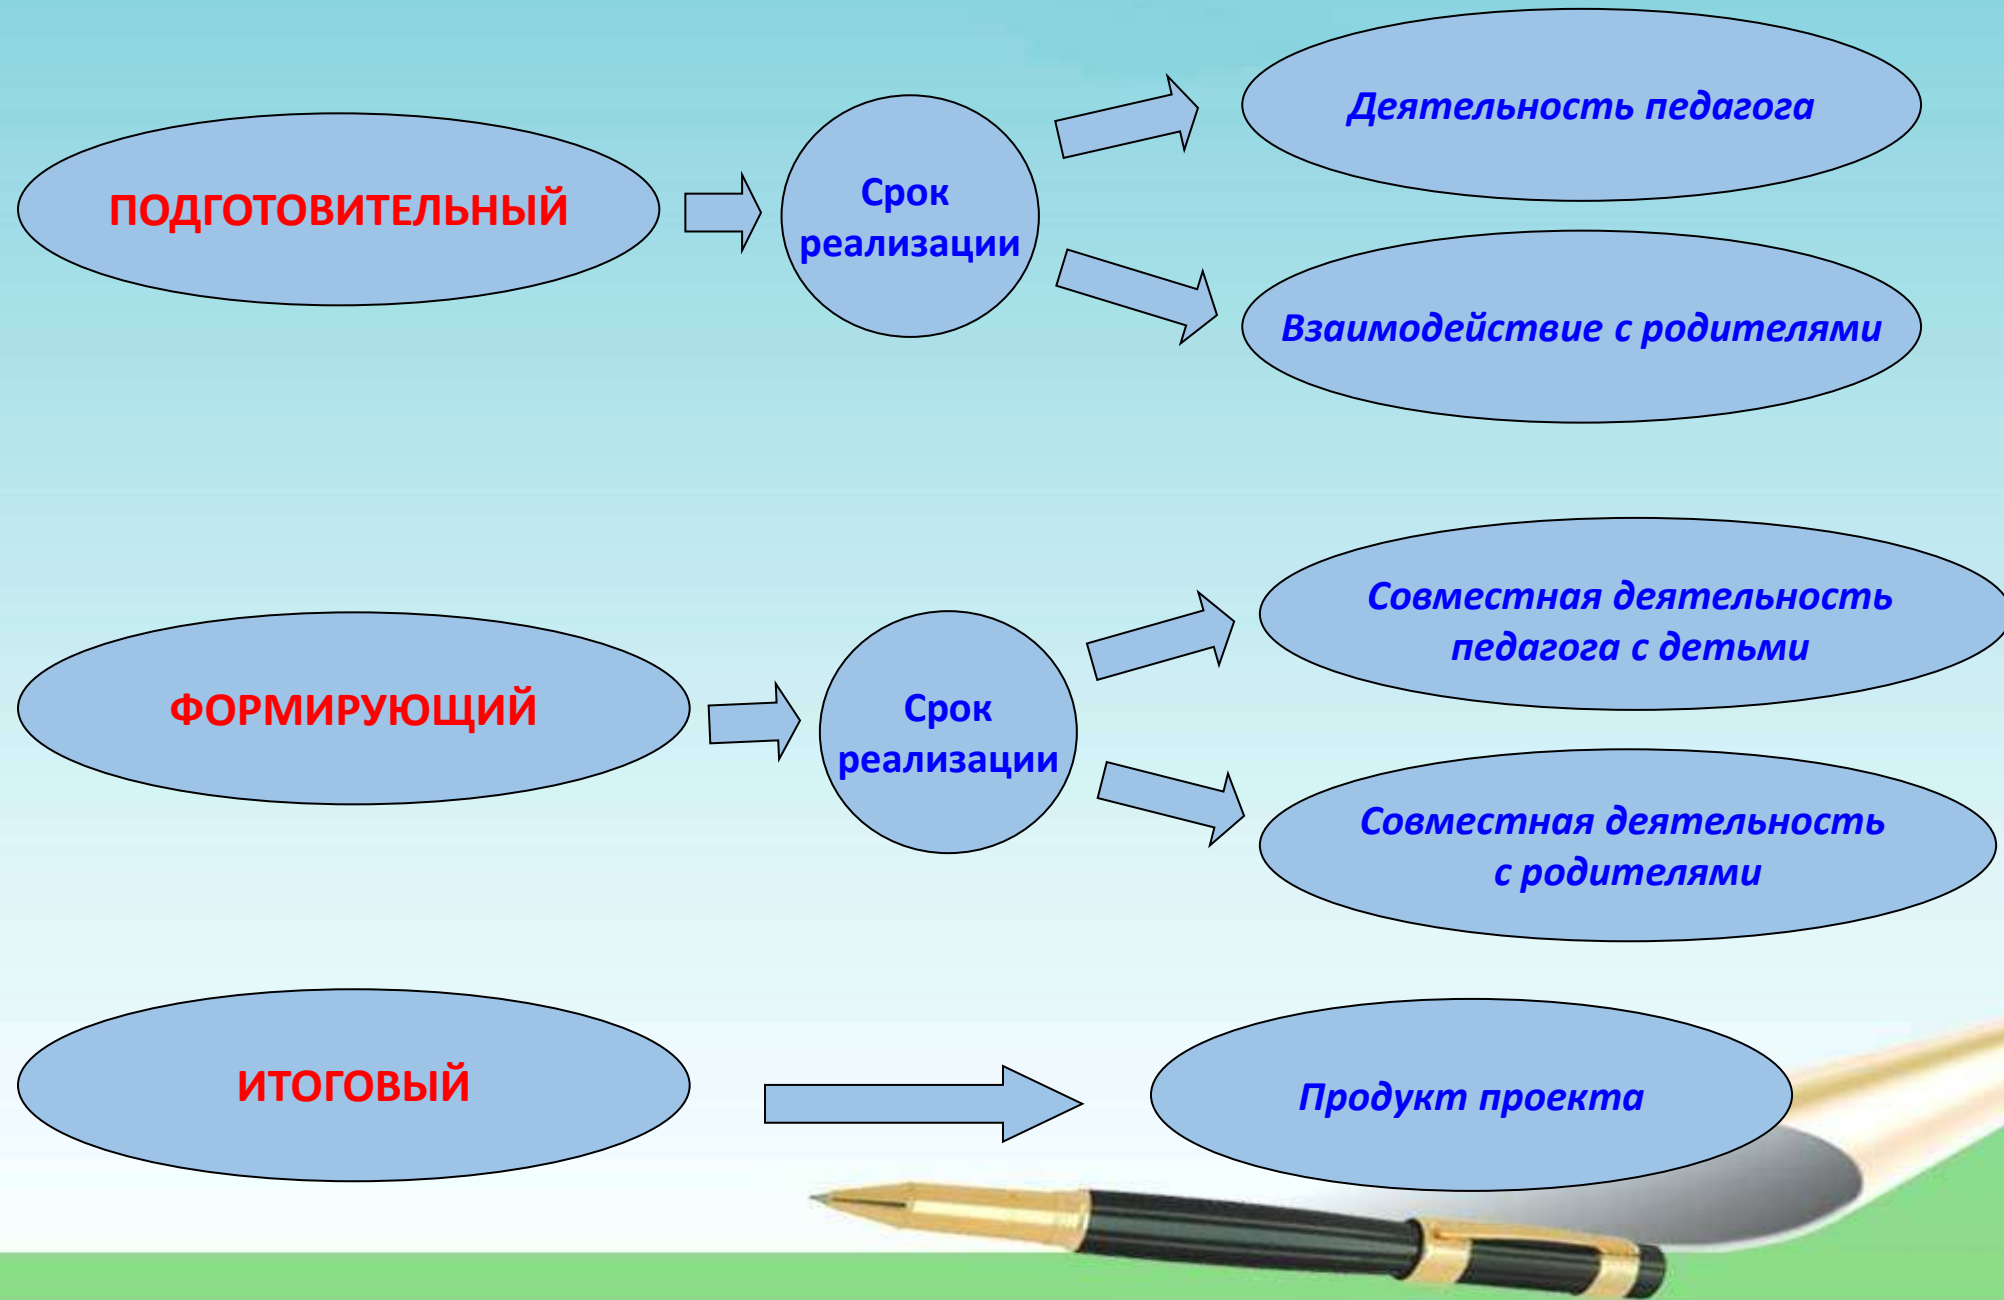 ПОДГОТОВИТЕЛЬНЫЙ
Срок
реализации
Деятельность педагога
Взаимодействие с родителями
ФОРМИРУЮЩИЙ
Срок
реализации
Совместная деятельность
педагога с детьми
Совместная деятельность
с родителями
ИТОГОВЫЙ
Продукт проекта